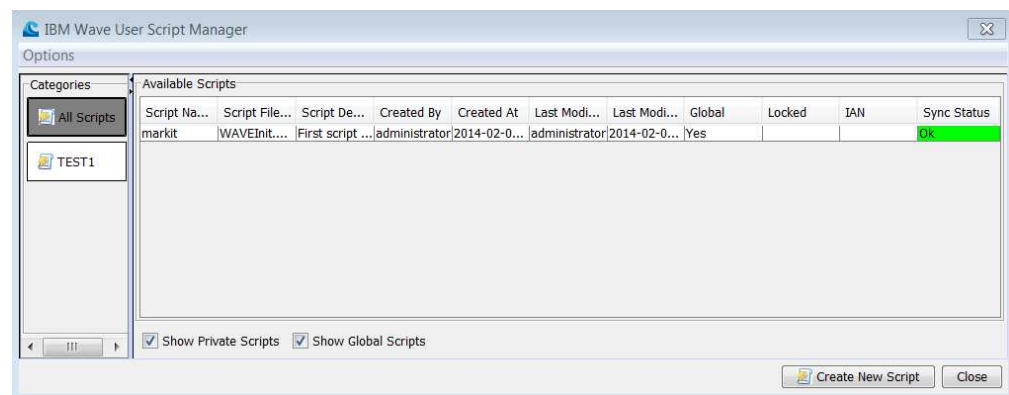 IBM Wave User Script Manager
Options
Categories
All Scripts
TEST1
Available Scripts
Script Na... Script File... Script De... Created By Created At Last Modi... Last Modi... Global Locked IAN Sync Status
markit WAVEInit.... First script ... administrator 2014-02-0... administrator 2014-02-0... Yes Ok
Show Private Scripts Show Global Scripts
Create New Script Close